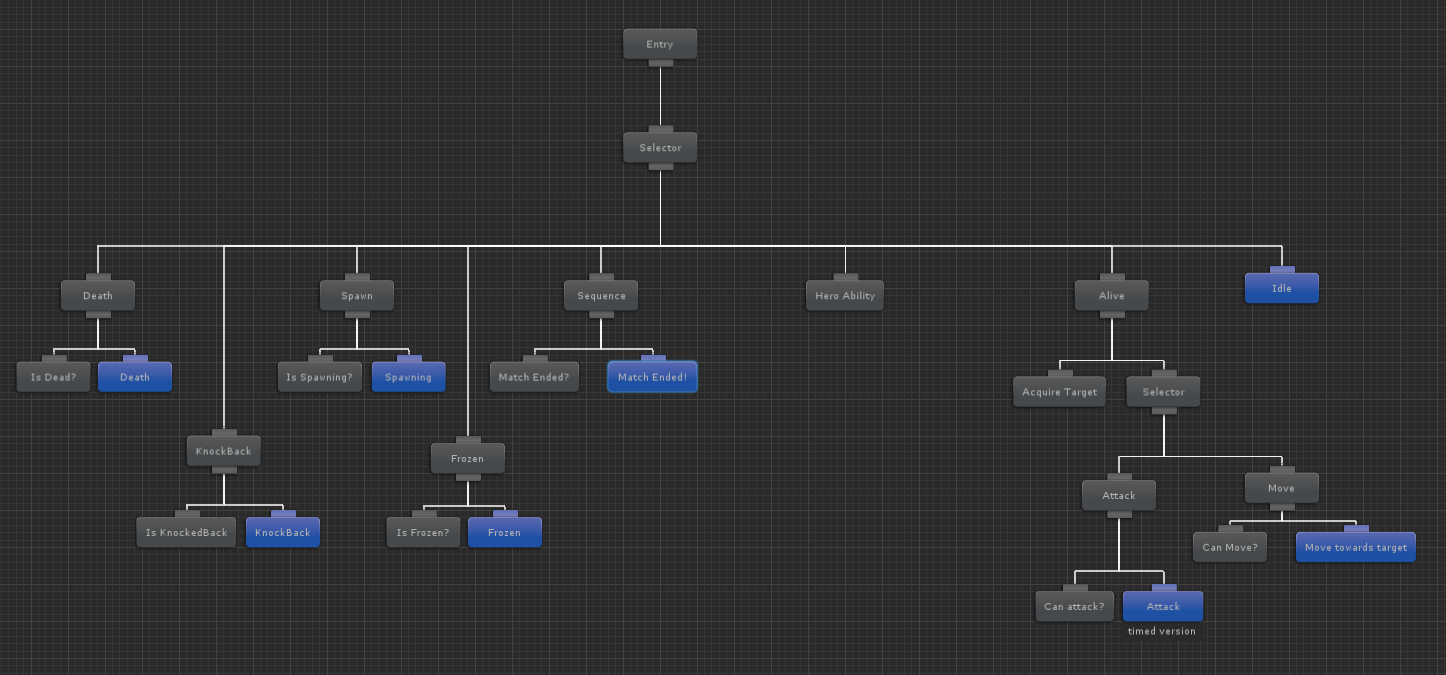 Entry
Selector
Death
Spawn
Sequence
Hero Ability
Alive
Idle
Is Dead?
Death
Is Spawning?
Spawning
Match Ended?
Match Ended!
Acquire Target
Selector
KnockBack
Frozen
Attack
Move
Is KnockedBack
KnockBack
Is Frozen?
Frozen
Can Move?
Move towards target
Can attack?
Attack
timed version